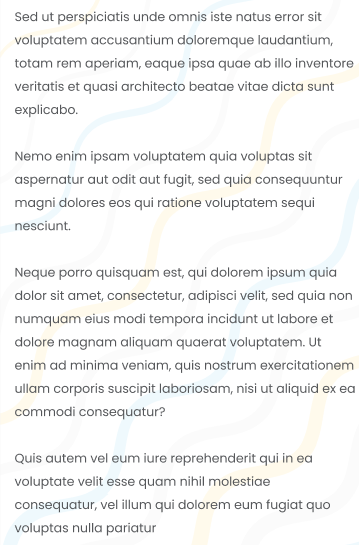 Sed ut perspiciatis unde omnis iste natus error sit
voluptatem accusantium doloremque laudantium,
totam rem aperiam, eaque ipsa quae ab illo inventore
veritatis et quasi architecto beatae vitae dicta sunt
explicabo.
Nemo enim ipsam voluptatem quia voluptas sit
aspernatur aut odit aut fugit, sed quia consequuntur
magni dolores eos qui ratione voluptatem sequi
nesciunt.
Neque porro quisquam est, qui dolorem ipsum quia
dolor sit amet, consectetur, adipisci velit, sed quia non
numquam eius modi tempora incidunt ut labore et
dolore magnam aliquam quaerat voluptatem. Ut
enim ad minima veniam, quis nostrum exercitationem
ullam corporis suscipit laboriosam, nisi ut aliquid ex ea
commodi consequatur?
Quis autem vel eum iure reprehenderit qui in ea
voluptate velit esse quam nihil molestiae
consequatur, vel illum qui dolorem eum fugiat quo
voluptas nulla pariatur